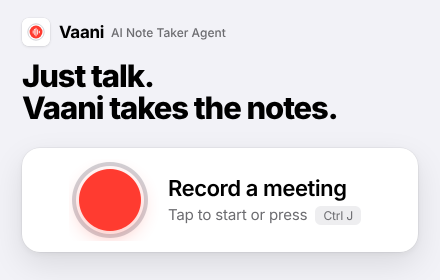 Vaani AI Note Taker Agent
Just talk.
Vaani takes the notes.
Record a meeting
Tap to start or press Ctrl J